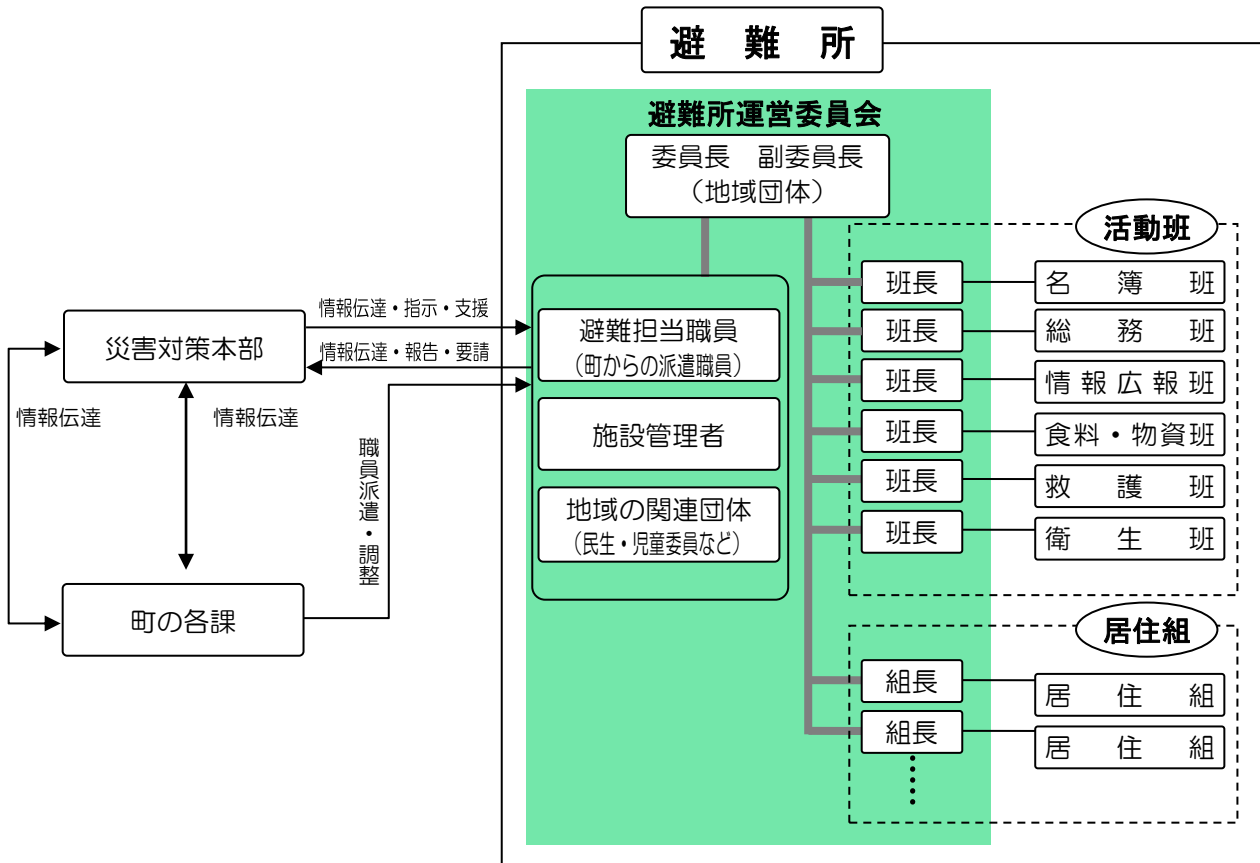 避難所
避難所運営委員会
委員長　副委員長
（地域団体）
活動班
班長
名簿班
班長
総務班
班長
情報広報班
班長
食料・物資班
班長
救護班
班長
衛生班
避難担当職員
（町からの派遣職員）
施設管理者
地域の関連団体
（民生・児童委員など）
情報伝達・指示・支援
情報伝達・報告・要請
災害対策本部
情報伝達
情報伝達
職員派遣・調整
町の各課
居住組
組長
居住組
組長
居住組